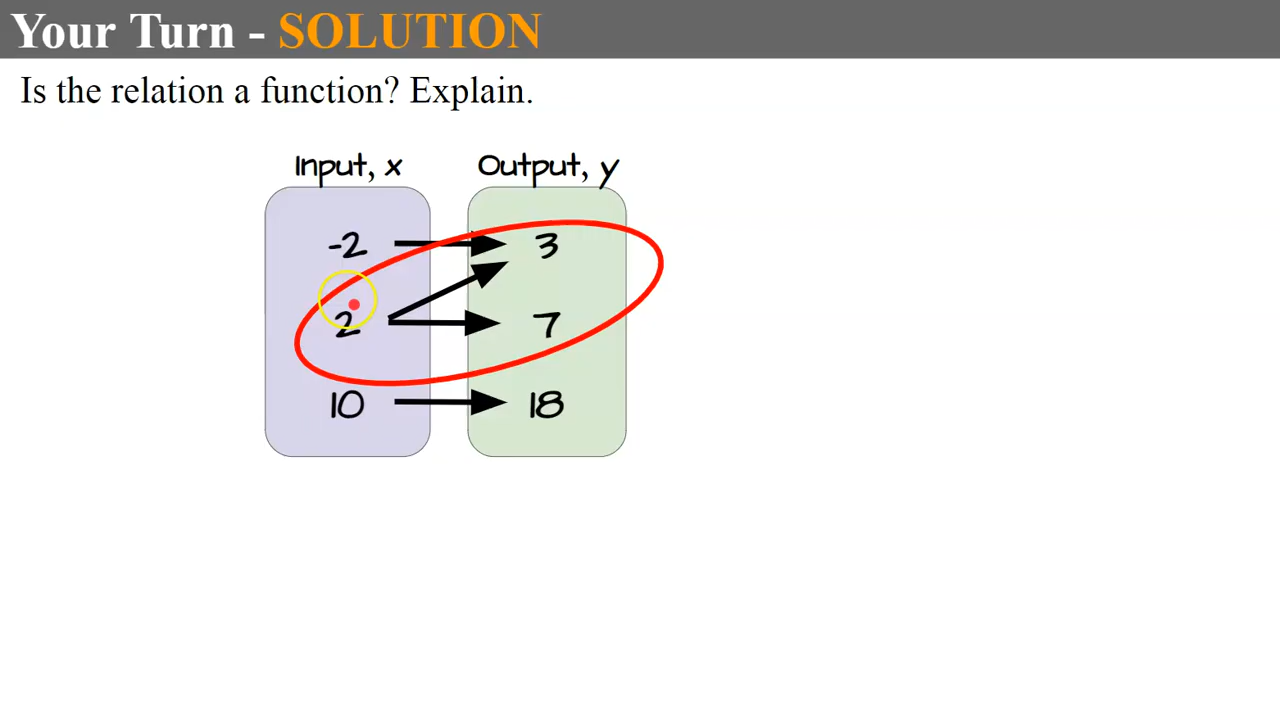 Your Turn - SOLUTION
Is the relation a function? Explain.
Input, x Output, y
-2 3
2 7
10 18